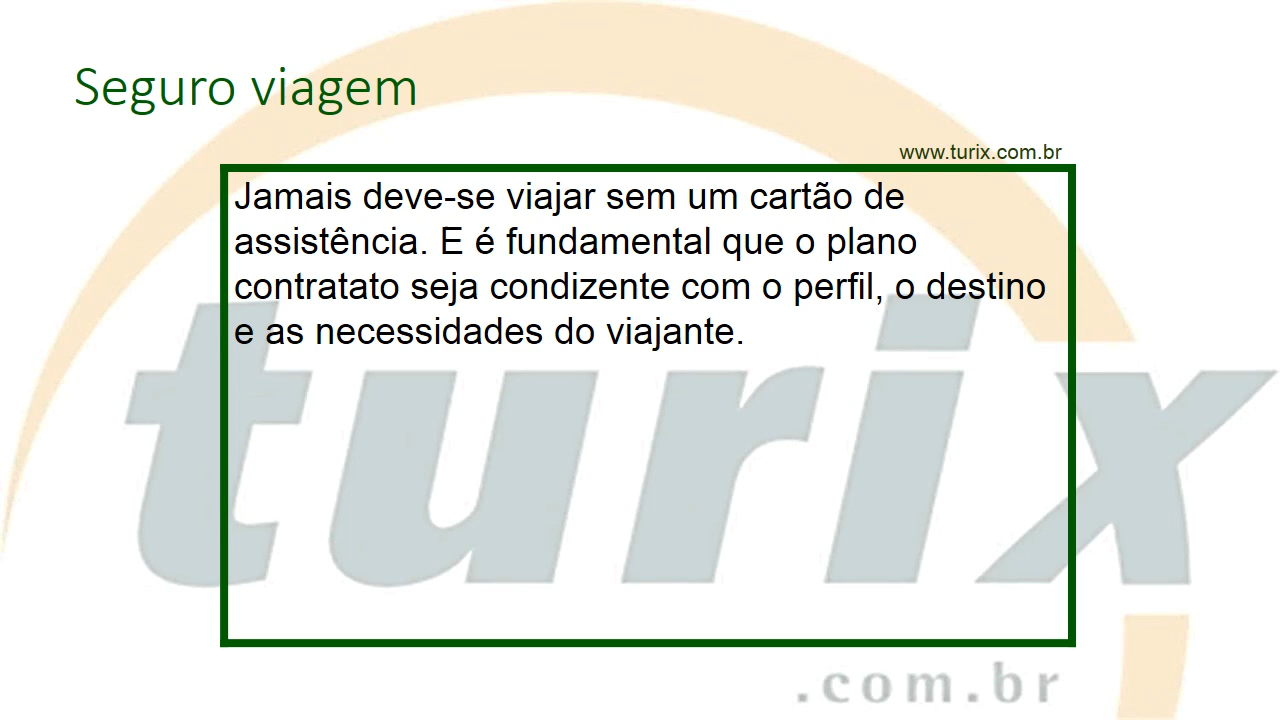 Seguro viagem
www.turix.com.br
Jamais deve-se viajar sem um cartão de
assistência. E é fundamental que o plano
contratato seja condizente com o perfil, o destino
e as necessidades do viajante.
turix
.com.br